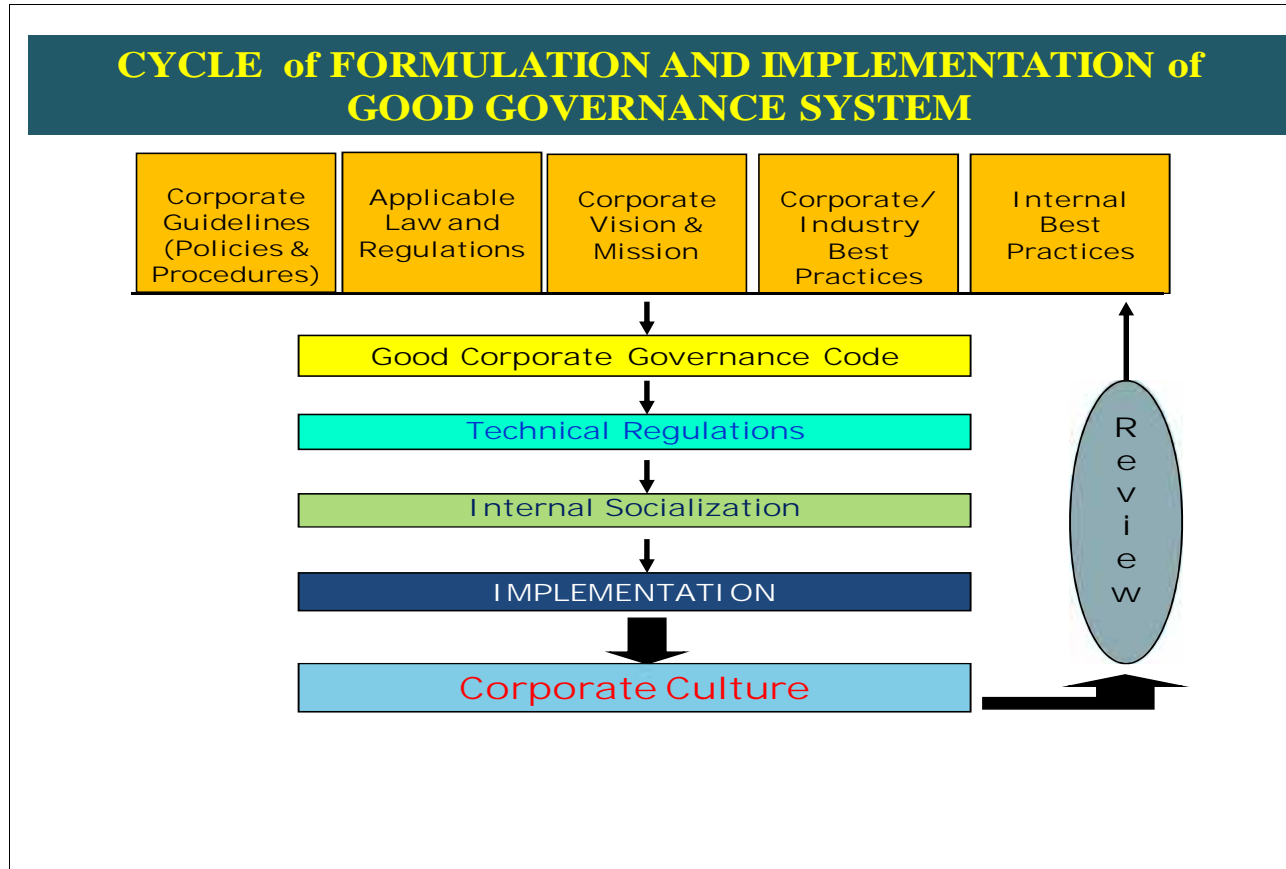 CYCLE of FORMULATION AND IMPLEMENTATION of
GOOD GOVERNANCE SYSTEM
Corporate
Guidelines
(Policies &
Procedures)
Applicable
Law and
Regulations
Corporate
Vision &
Mission
Corporate/
Industry
Best
Practices
Internal
Best
Practices
Good Corporate Governance Code
Technical Regulations
Internal Socialization
IMPLEMENTATION
Corporate Culture
Review